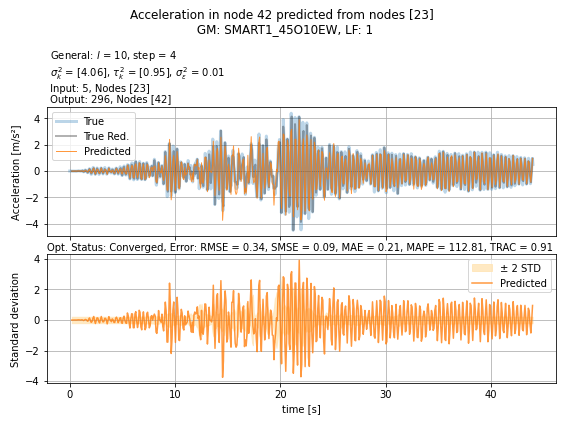 Acceleration in node 42 predicted from nodes [23]
GM: SMART1_45O10EW, LF: 1
General: l = 10, step = 4
σ²ₖ = [4.06], τ²ₖ = [0.95], σ²ε = 0.01
Input: 5, Nodes [23]
Output: 296, Nodes [42]
Acceleration [m/s²]
4
2
0
−2
−4
True
True Red.
Predicted
Opt. Status: Converged, Error: RMSE = 0.34, SMSE = 0.09, MAE = 0.21, MAPE = 112.81, TRAC = 0.91
Standard deviation
4
2
0
−2
−4
± 2 STD
Predicted
0
10
20
30
40
time [s]